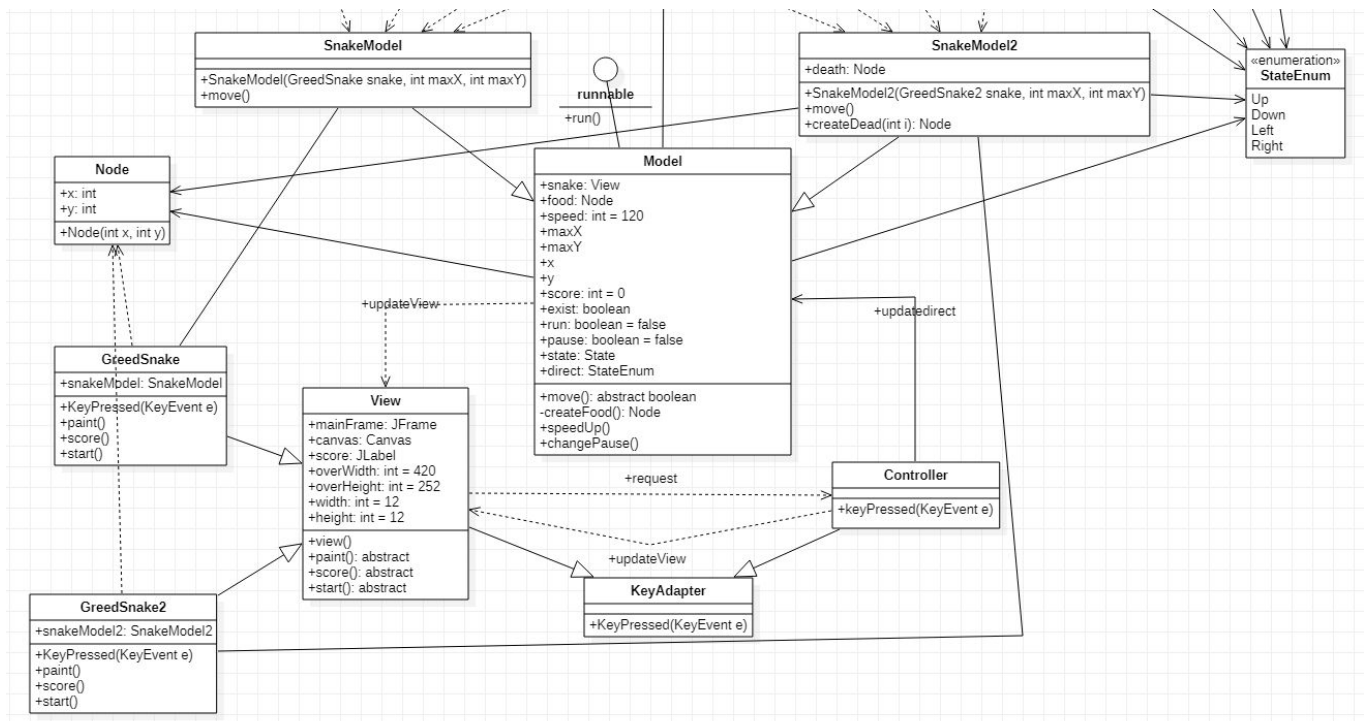 SnakeModel
+SnakeModel(GreedSnake snake, int maxX, int maxY)
+move()
runnable
+run()
SnakeModel2
+death: Node
+SnakeModel2(GreedSnake2 snake, int maxX, int maxY)
+move()
+createDead(int i): Node
«enumeration»
StateEnum
Up
Down
Left
Right
Node
+x: int
+y: int
+Node(int x, int y)
Model
+snake: View
+food: Node
+speed: int = 120
+maxX
+maxY
+x
+y
+score: int = 0
+exist: boolean
+run: boolean = false
+pause: boolean = false
+state: State
+direct: StateEnum
+move(): abstract boolean
-createFood(): Node
+speedUp()
+changePause()
+updateView
+updatedirect
GreedSnake
+snakeModel: SnakeModel
+KeyPressed(KeyEvent e)
+paint()
+score()
+start()
View
+mainFrame: JFrame
+canvas: Canvas
+score: JLabel
+overWidth: int = 420
+overHeight: int = 252
+width: int = 12
+height: int = 12
+view()
+paint(): abstract
+score(): abstract
+start(): abstract
+request
Controller
+keyPressed(KeyEvent e)
+updateView
KeyAdapter
+KeyPressed(KeyEvent e)
GreedSnake2
+snakeModel2: SnakeModel2
+KeyPressed(KeyEvent e)
+paint()
+score()
+start()